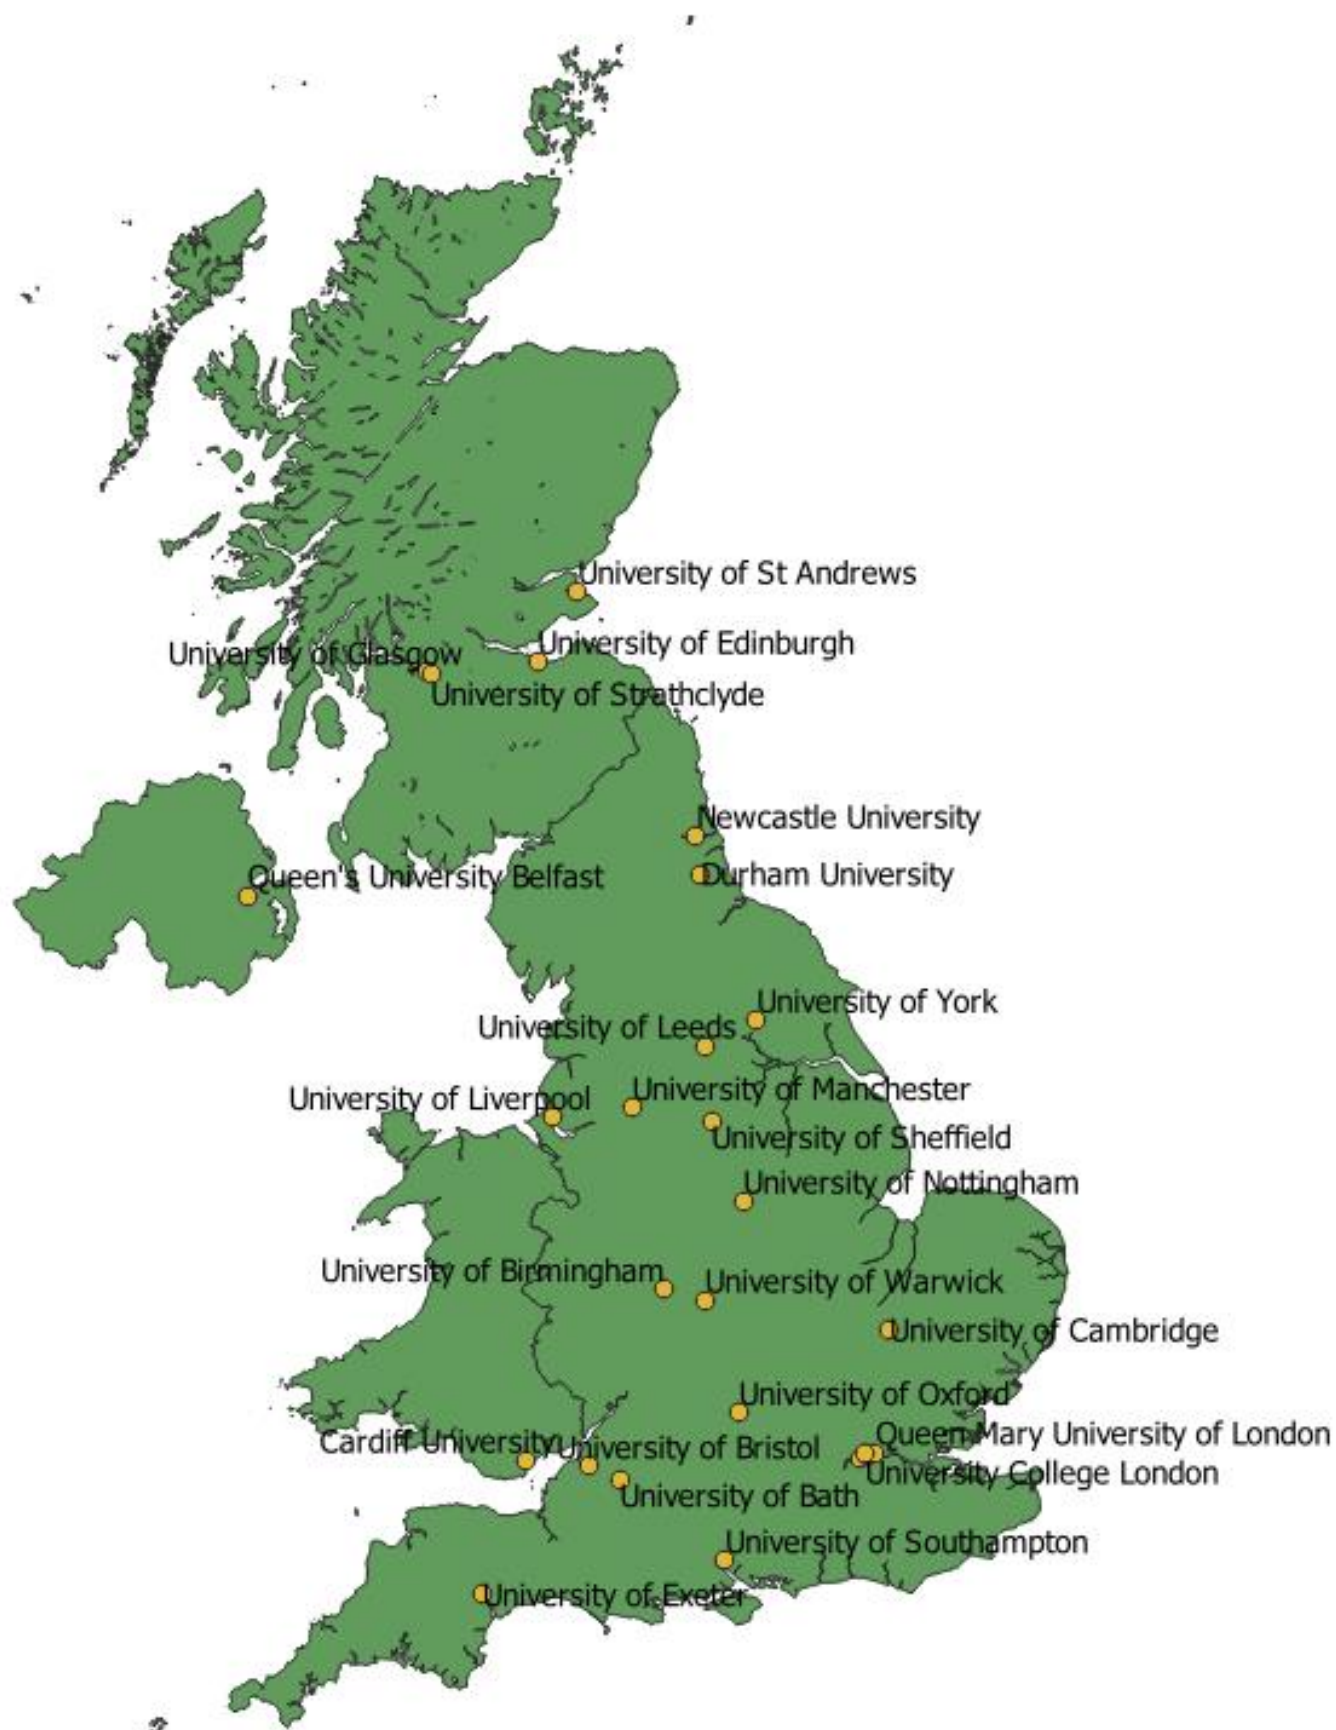 University of St Andrews
University of Edinburgh
University of Glasgow
University of Strathclyde
Newcastle University
Durham University
Queen's University Belfast
University of York
University of Leeds
University of Manchester
University of Liverpool
University of Sheffield
University of Nottingham
University of Birmingham
University of Warwick
University of Cambridge
University of Oxford
Queen Mary University of London
Cardiff University
University of Bristol
University College London
University of Bath
University of Southampton
University of Exeter